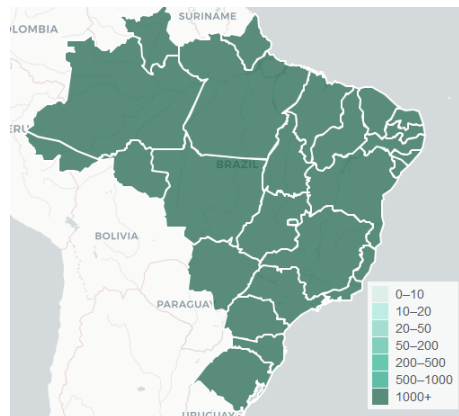 SURINAME
OLOMBIA
ERU
BRAZIL
BOLIVIA
PARAGUAY
URUGUAY
0–10
10–20
20–50
50–200
200–500
500–1000
1000+